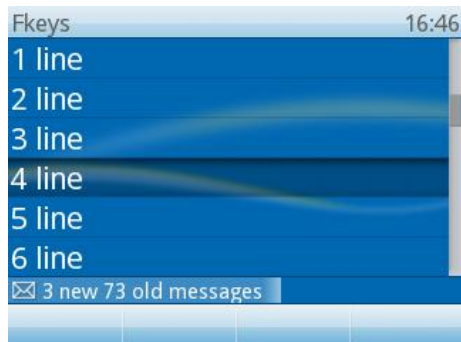 Fkeys 16:46
1 line
2 line
3 line
4 line
5 line
6 line
3 new 73 old messages